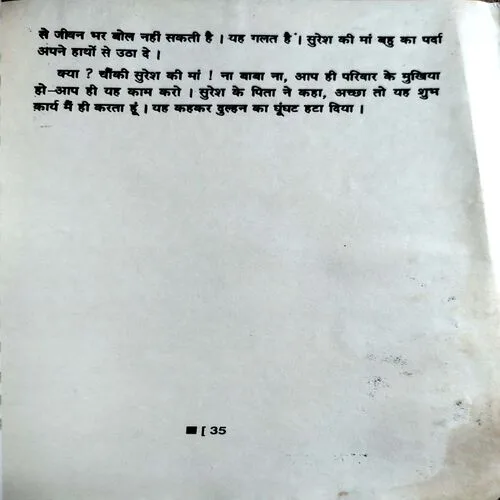 से जीवन भर बोल नहीं सकती है । यह गलत है । सुरेश की मां बहु का पर्दा
अपने हाथों से उठा दे ।
क्या ? चौंकी सुरेश की मां ! ना बाबा ना, आप ही परिवार के मुखिया
हो–आप ही यह काम करो । सुरेश के पिता ने कहा, अच्छा तो यह शुभ
कार्य मैं ही करता हूं । यह कहकर दुल्हन का घूंघट हटा दिया ।
■ [ 35